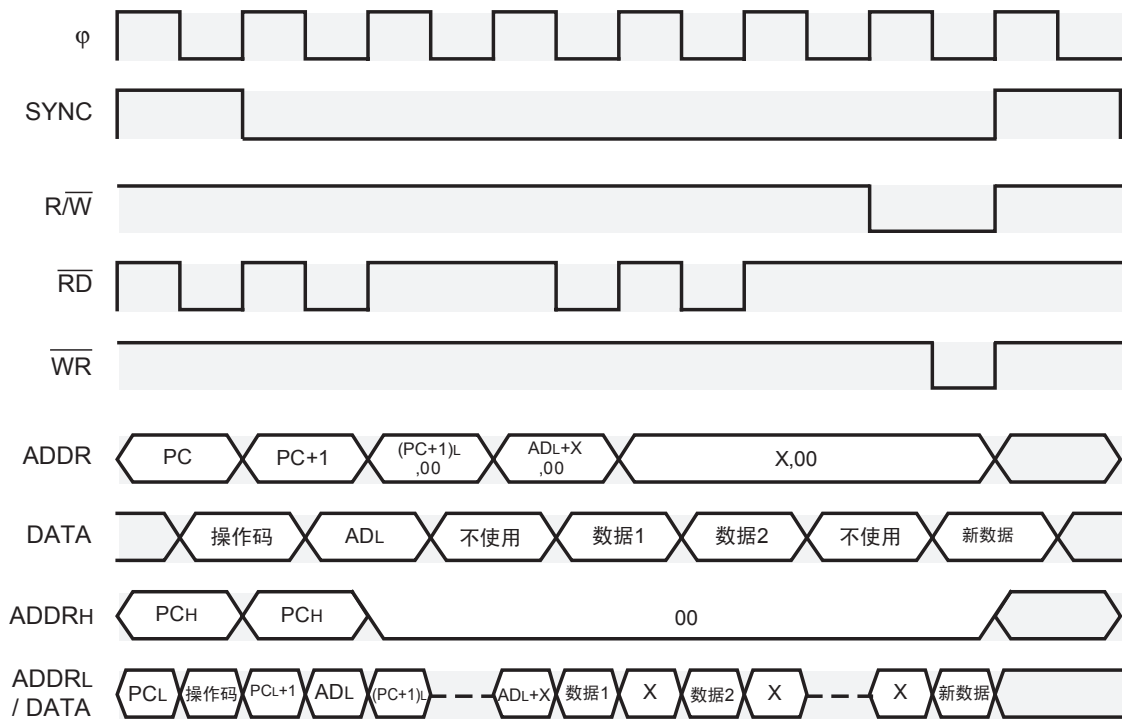 φ
SYNC
R/W
RD
WR
ADDR PC PC+1 (PC+1)L ,00 ADL+X ,00 X,00
DATA 操作码 ADL 不使用 数据1 数据2 不使用 新数据
ADDRH PCH PCH 00
ADDRL / DATA PCL 操作码 PCL+1 ADL (PC+1)L ADL+X 数据1 X 数据2 X X 新数据